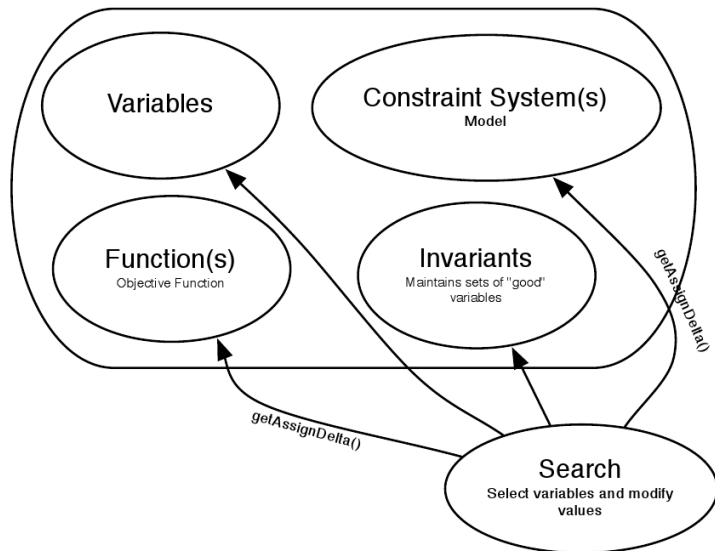 Variables
Constraint System(s)
Model
Function(s)
Objective Function
Invariants
Maintains sets of "good"
variables
getAssignDelta()
getAssignDelta()
Search
Select variables and modify
values